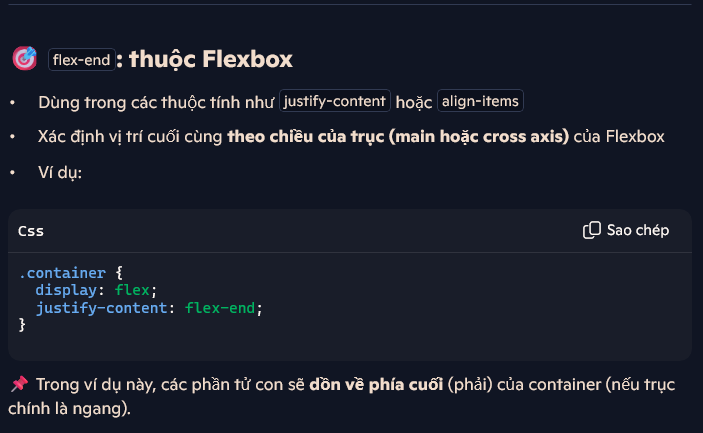 🎯 flex-end: thuộc Flexbox
• Dùng trong các thuộc tính như justify-content hoặc align-items
• Xác định vị trí cuối cùng theo chiều của trục (main hoặc cross axis) của Flexbox
• Ví dụ:
Css
Sao chép
.container {
  display: flex;
  justify-content: flex-end;
}
📌 Trong ví dụ này, các phần tử con sẽ dồn về phía cuối (phải) của container (nếu trục
chính là ngang).